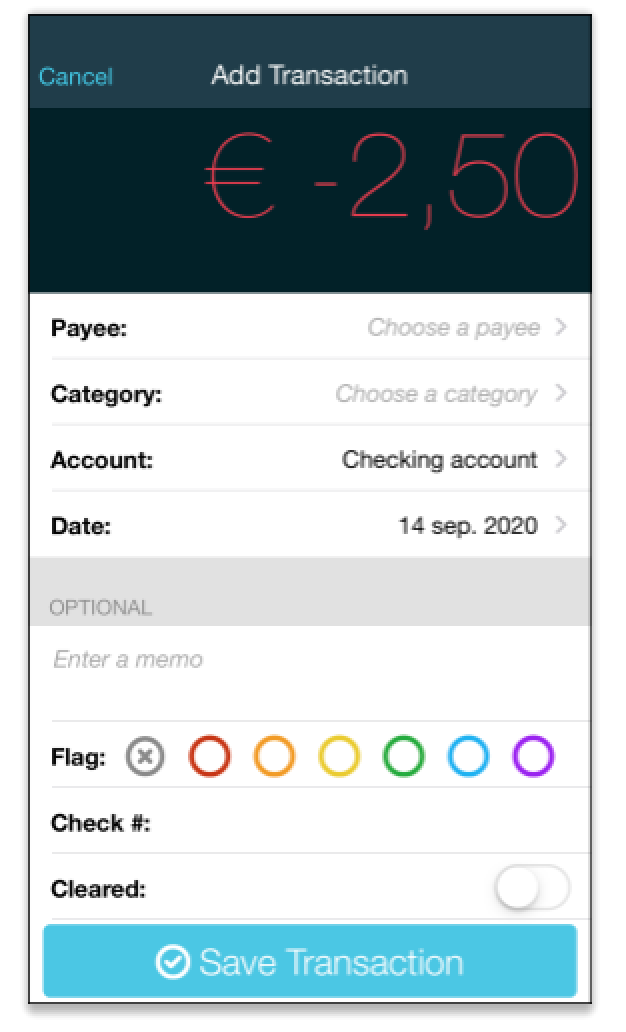 Cancel Add Transaction
€ -2,50
Payee: Choose a payee
Category: Choose a category
Account: Checking account
Date: 14 sep. 2020
OPTIONAL
Enter a memo
Flag:
Check #:
Cleared:
Save Transaction